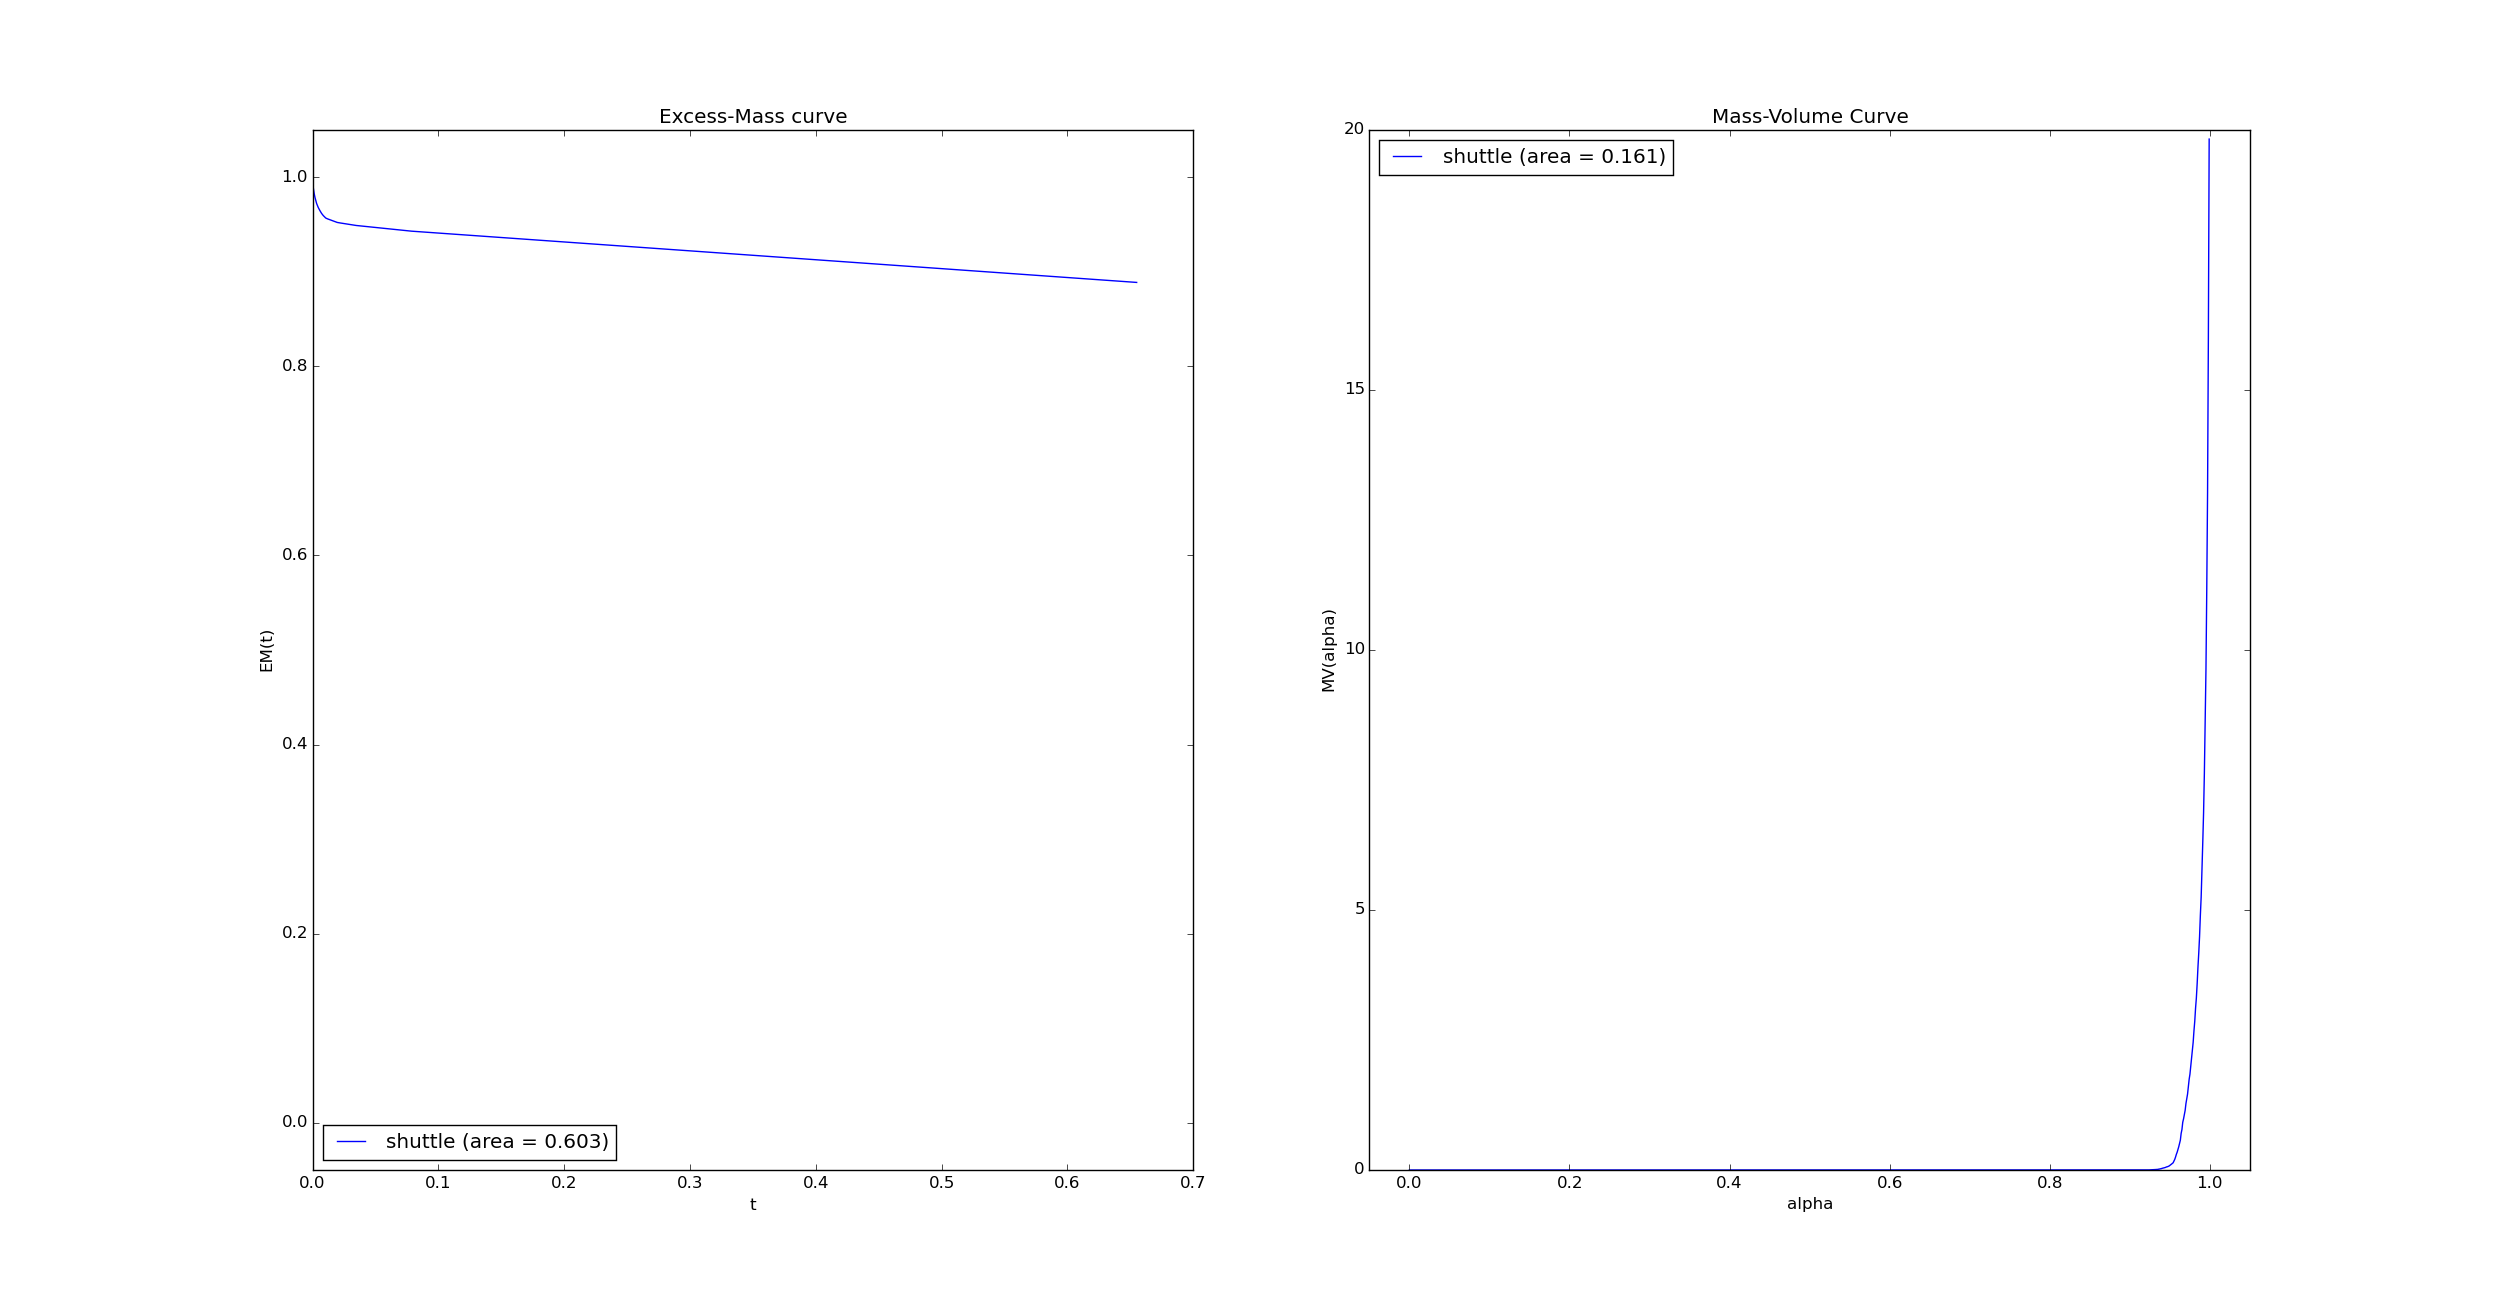 Excess-Mass curve
1.0
0.8
0.6
0.4
0.2
0.0
EM(t)
shuttle (area = 0.603)
0.0 0.1 0.2 0.3 0.4 0.5 0.6 0.7
t
Mass-Volume Curve
20
15
10
5
0
MV(alpha)
shuttle (area = 0.161)
0.0 0.2 0.4 0.6 0.8 1.0
alpha